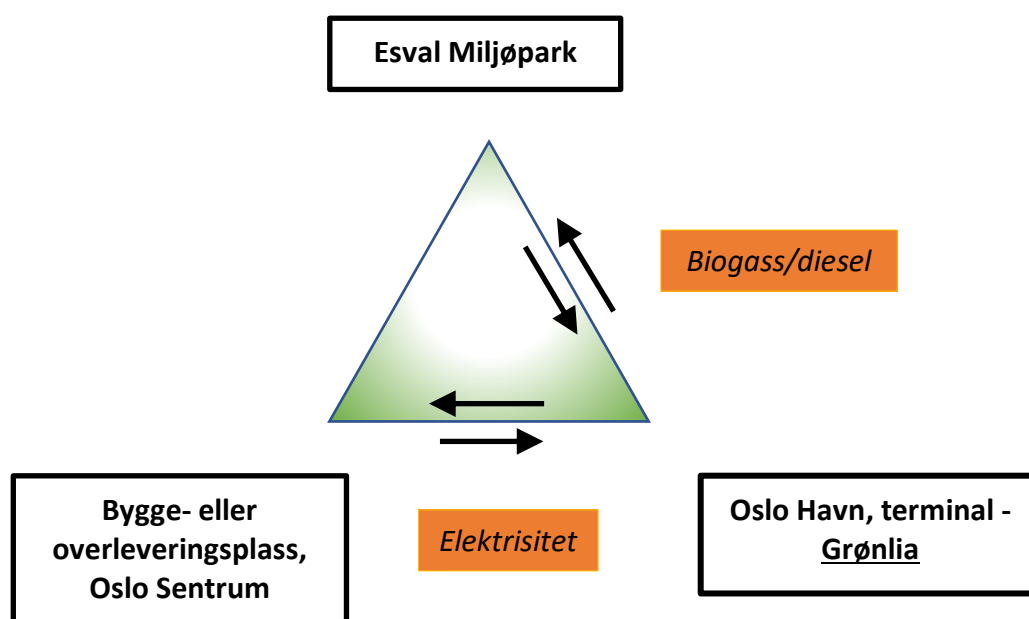 Esval Miljøpark
Biogass/diesel
Bygge- eller
overleveringsplass,
Oslo Sentrum
Elektrisitet
Oslo Havn, terminal -
Grønlia